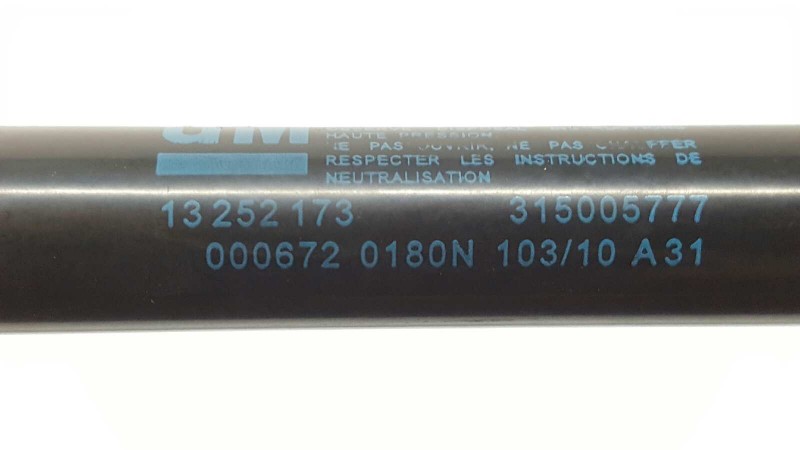 GM
HAUTE PRESSION
NE PAS OUVRIR, NE PAS CHAUFFER
RESPECTER LES INSTRUCTIONS DE
NEUTRALISATION
13 252 173 315005777
000672 0180N 103/10 A 31